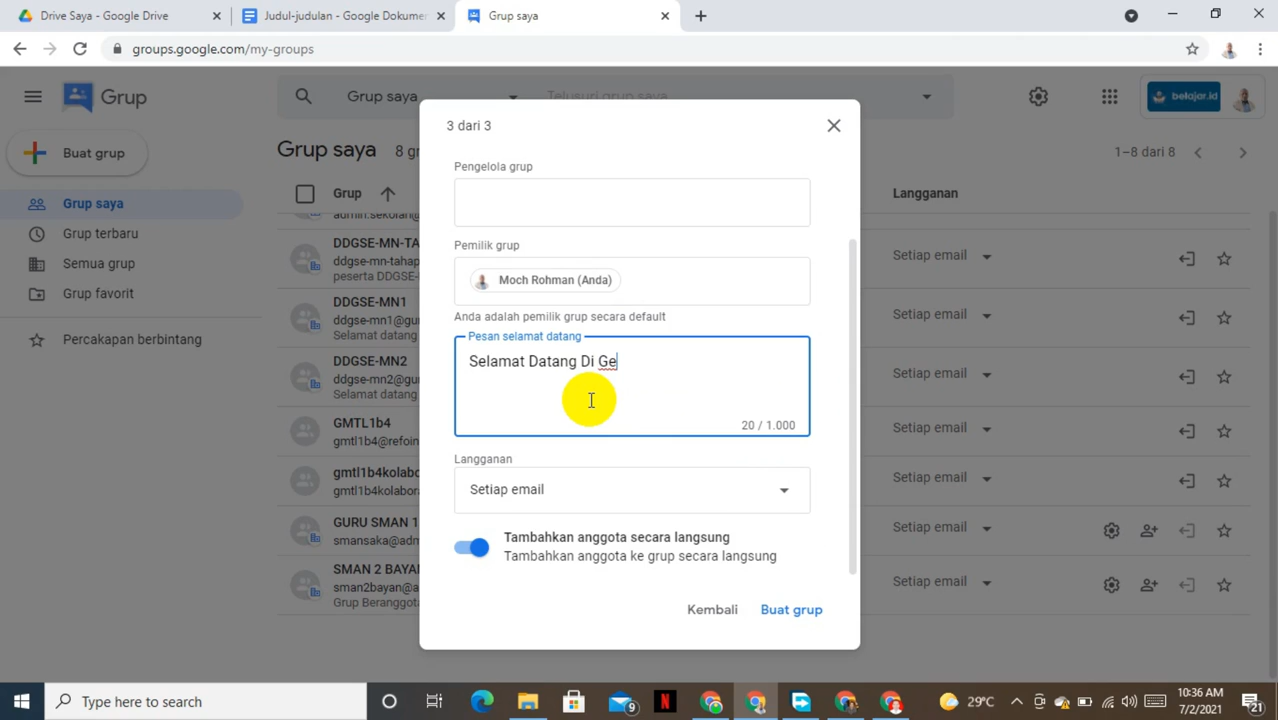 Drive Saya - Google Drive
Judul-judulan - Google Dokumen
Grup saya
groups.google.com/my-groups
Grup
Grup saya
Telusuri grup saya
belajar.id
Buat grup
Grup saya
Grup terbaru
Semua grup
Grup favorit
Percakapan berbintang
Grup saya 8 gr
1–8 dari 8
Grup
Langganan
admin.sekolah@
DDGSE-MN-TA
ddgse-mn-tahap
peserta DDGSE-
Setiap email
DDGSE-MN1
ddgse-mn1@gu
Selamat datang
Setiap email
DDGSE-MN2
ddgse-mn2@gu
Selamat datang
Setiap email
GMTL1b4
gmtl1b4@refoin
Setiap email
gmtl1b4kolabo
gmtl1b4kolabora
Setiap email
GURU SMAN 1
smansaka@adm
Setiap email
SMAN 2 BAYAN
sman2bayan@a
Grup Beranggota
Setiap email
3 dari 3
Pengelola grup
Pemilik grup
Moch Rohman (Anda)
Anda adalah pemilik grup secara default
Pesan selamat datang
Selamat Datang Di Ge
20 / 1.000
Langganan
Setiap email
Tambahkan anggota secara langsung
Tambahkan anggota ke grup secara langsung
Kembali
Buat grup
Type here to search
9
29°C
10:36 AM
7/2/2021
21